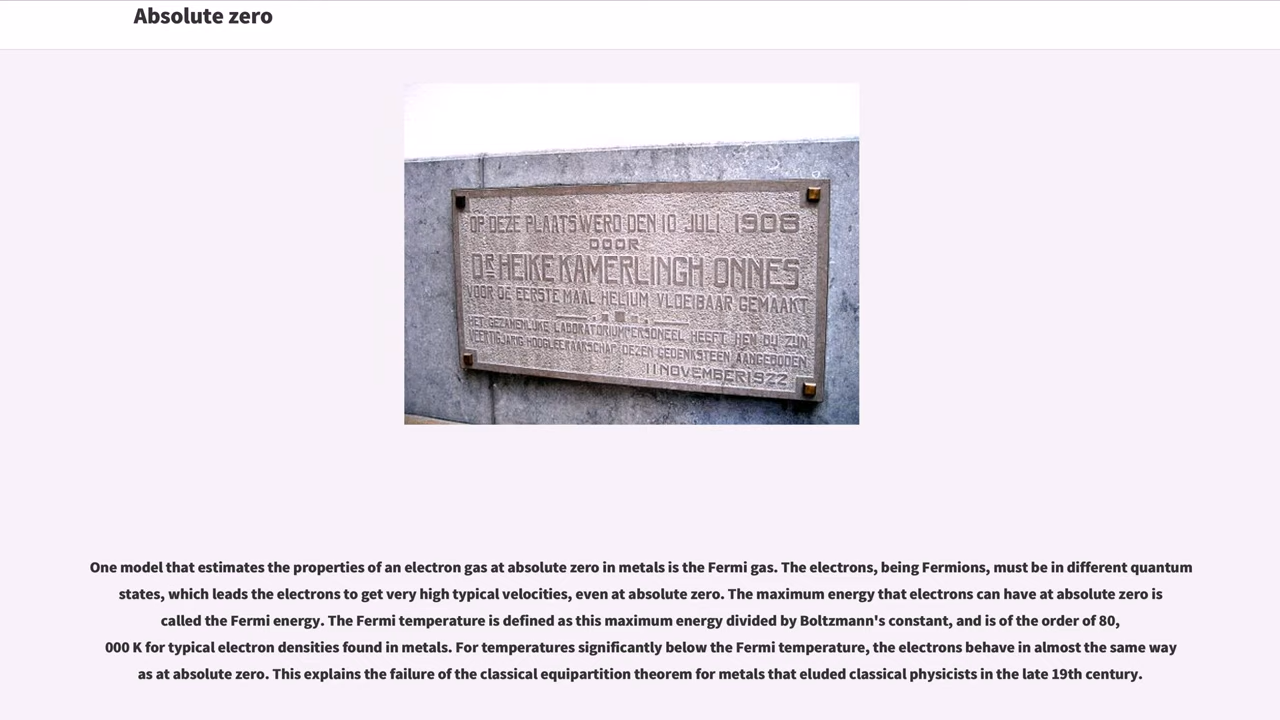 Absolute zero
OP DEZE PLAATS WERD DEN 10 JULI 1908
DOOR
DR HEIKE KAMERLINGH ONNES
VOOR DE EERSTE MAAL HELIUM VLOEIBAAR GEMAAKT
HET GEZAMENLIJKE LABORATORIUMPERSONEEL HEEFT HEM BIJ ZIJN
VEERTIGJARIG HOOGLEERAARSCHAP DEZEN GEDENKSTEEN AANGEBODEN
11 NOVEMBER 1922
One model that estimates the properties of an electron gas at absolute zero in metals is the Fermi gas. The electrons, being Fermions, must be in different quantum
states, which leads the electrons to get very high typical velocities, even at absolute zero. The maximum energy that electrons can have at absolute zero is
called the Fermi energy. The Fermi temperature is defined as this maximum energy divided by Boltzmann's constant, and is of the order of 80,
000 K for typical electron densities found in metals. For temperatures significantly below the Fermi temperature, the electrons behave in almost the same way
as at absolute zero. This explains the failure of the classical equipartition theorem for metals that eluded classical physicists in the late 19th century.